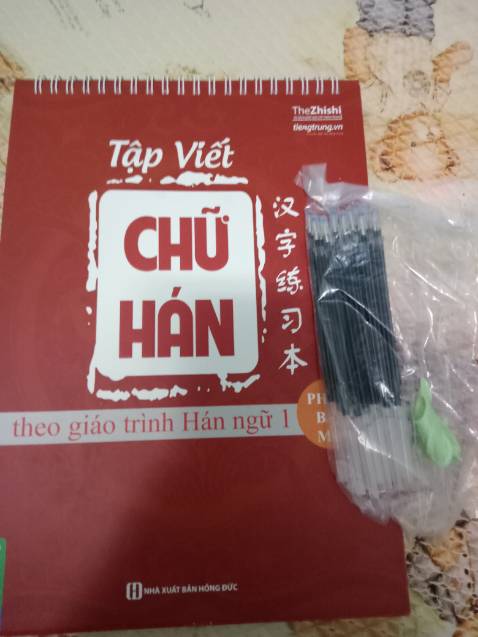 TheZhishi
tiengtrung.vn
Tập Viết
CHỮ
HÁN
汉字练习本
theo giáo trình Hán ngữ 1
NHÀ XUẤT BẢN HỒNG ĐỨC